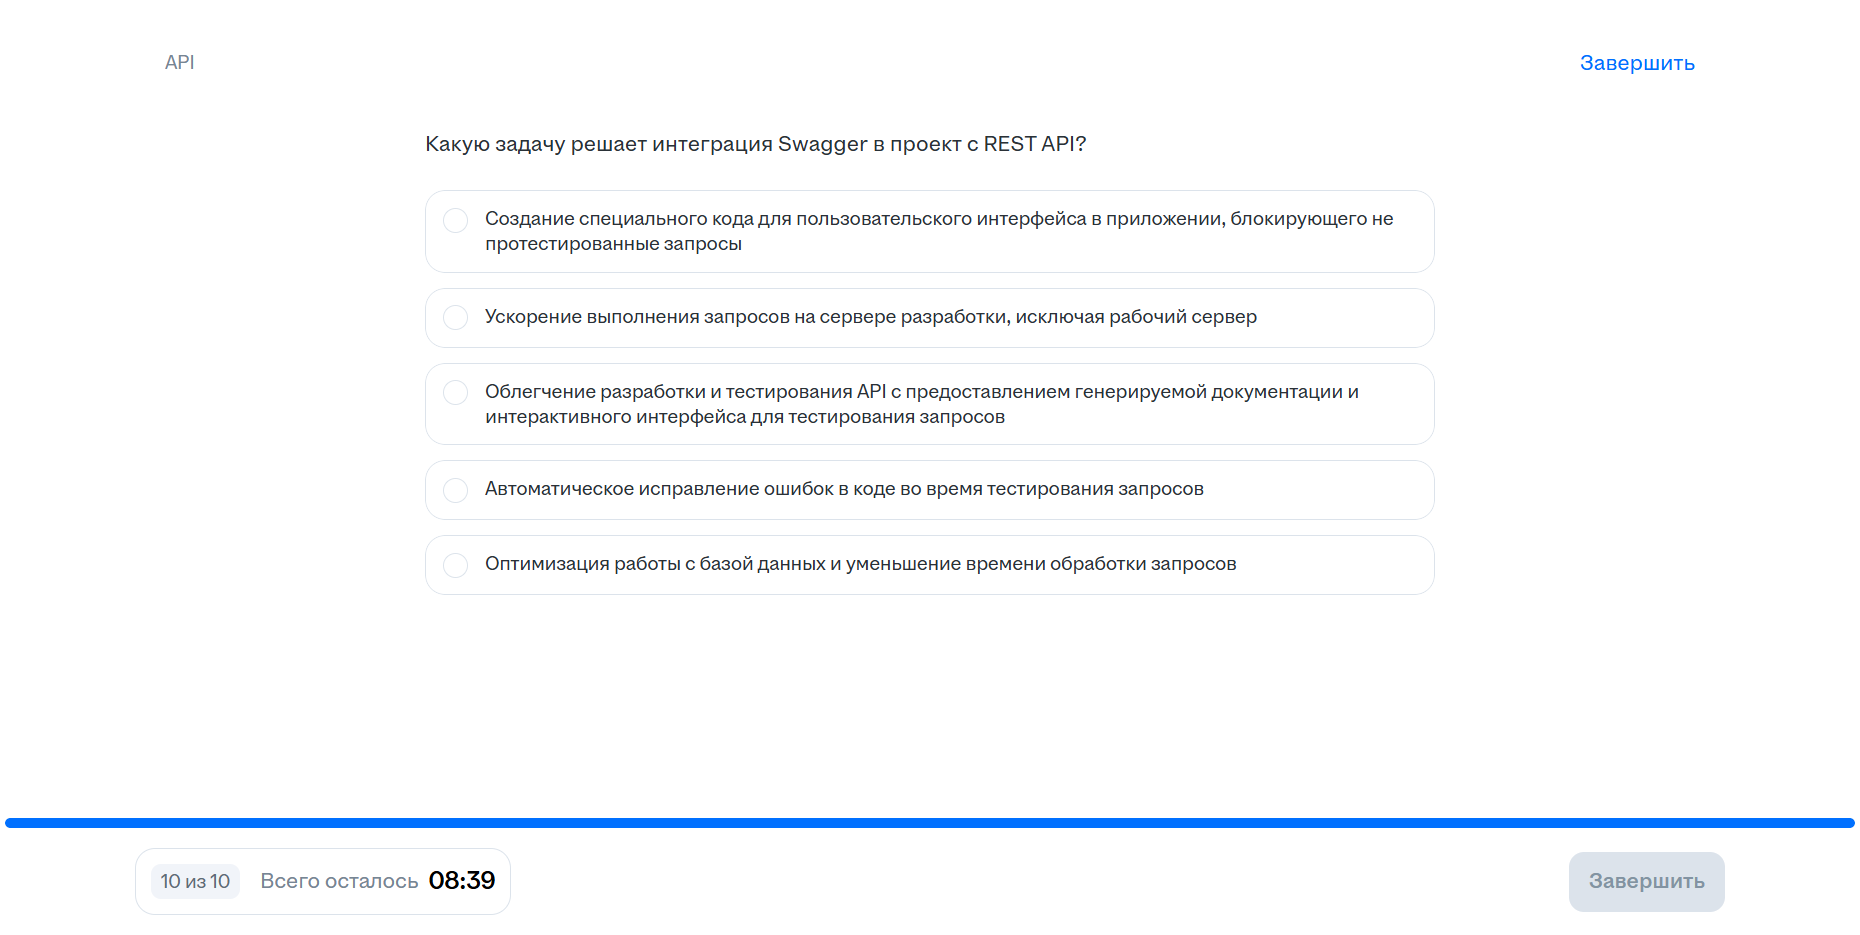 API
Завершить
Какую задачу решает интеграция Swagger в проект с REST API?
Создание специального кода для пользовательского интерфейса в приложении, блокирующего не
протестированные запросы
Ускорение выполнения запросов на сервере разработки, исключая рабочий сервер
Облегчение разработки и тестирования API с предоставлением генерируемой документации и
интерактивного интерфейса для тестирования запросов
Автоматическое исправление ошибок в коде во время тестирования запросов
Оптимизация работы с базой данных и уменьшение времени обработки запросов
10 из 10 Всего осталось 08:39
Завершить